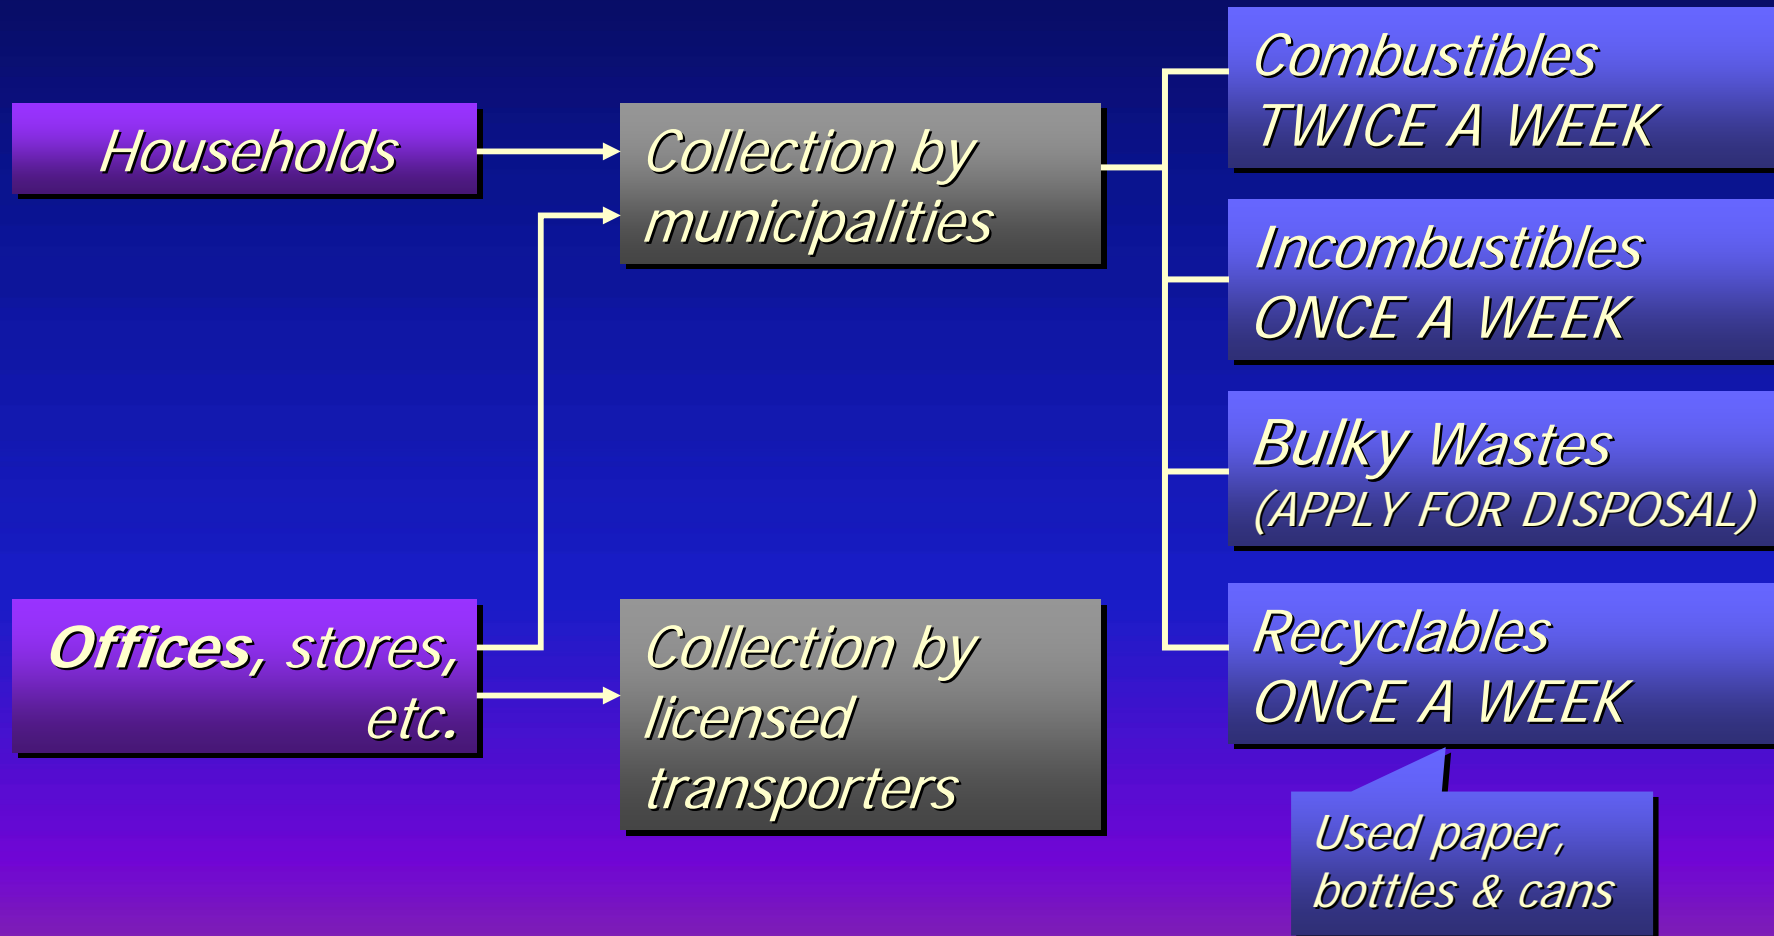 Households
Offices, stores,
etc.
Collection by
municipalities
Collection by
licensed
transporters
Combustibles
TWICE A WEEK
Incombustibles
ONCE A WEEK
Bulky Wastes
(APPLY FOR DISPOSAL)
Recyclables
ONCE A WEEK
Used paper,
bottles & cans